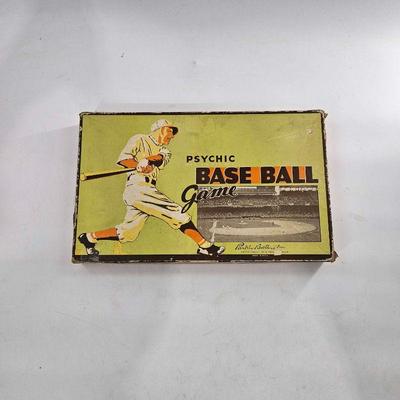 PSYCHIC
BASE BALL
Game
Parker Brothers Inc